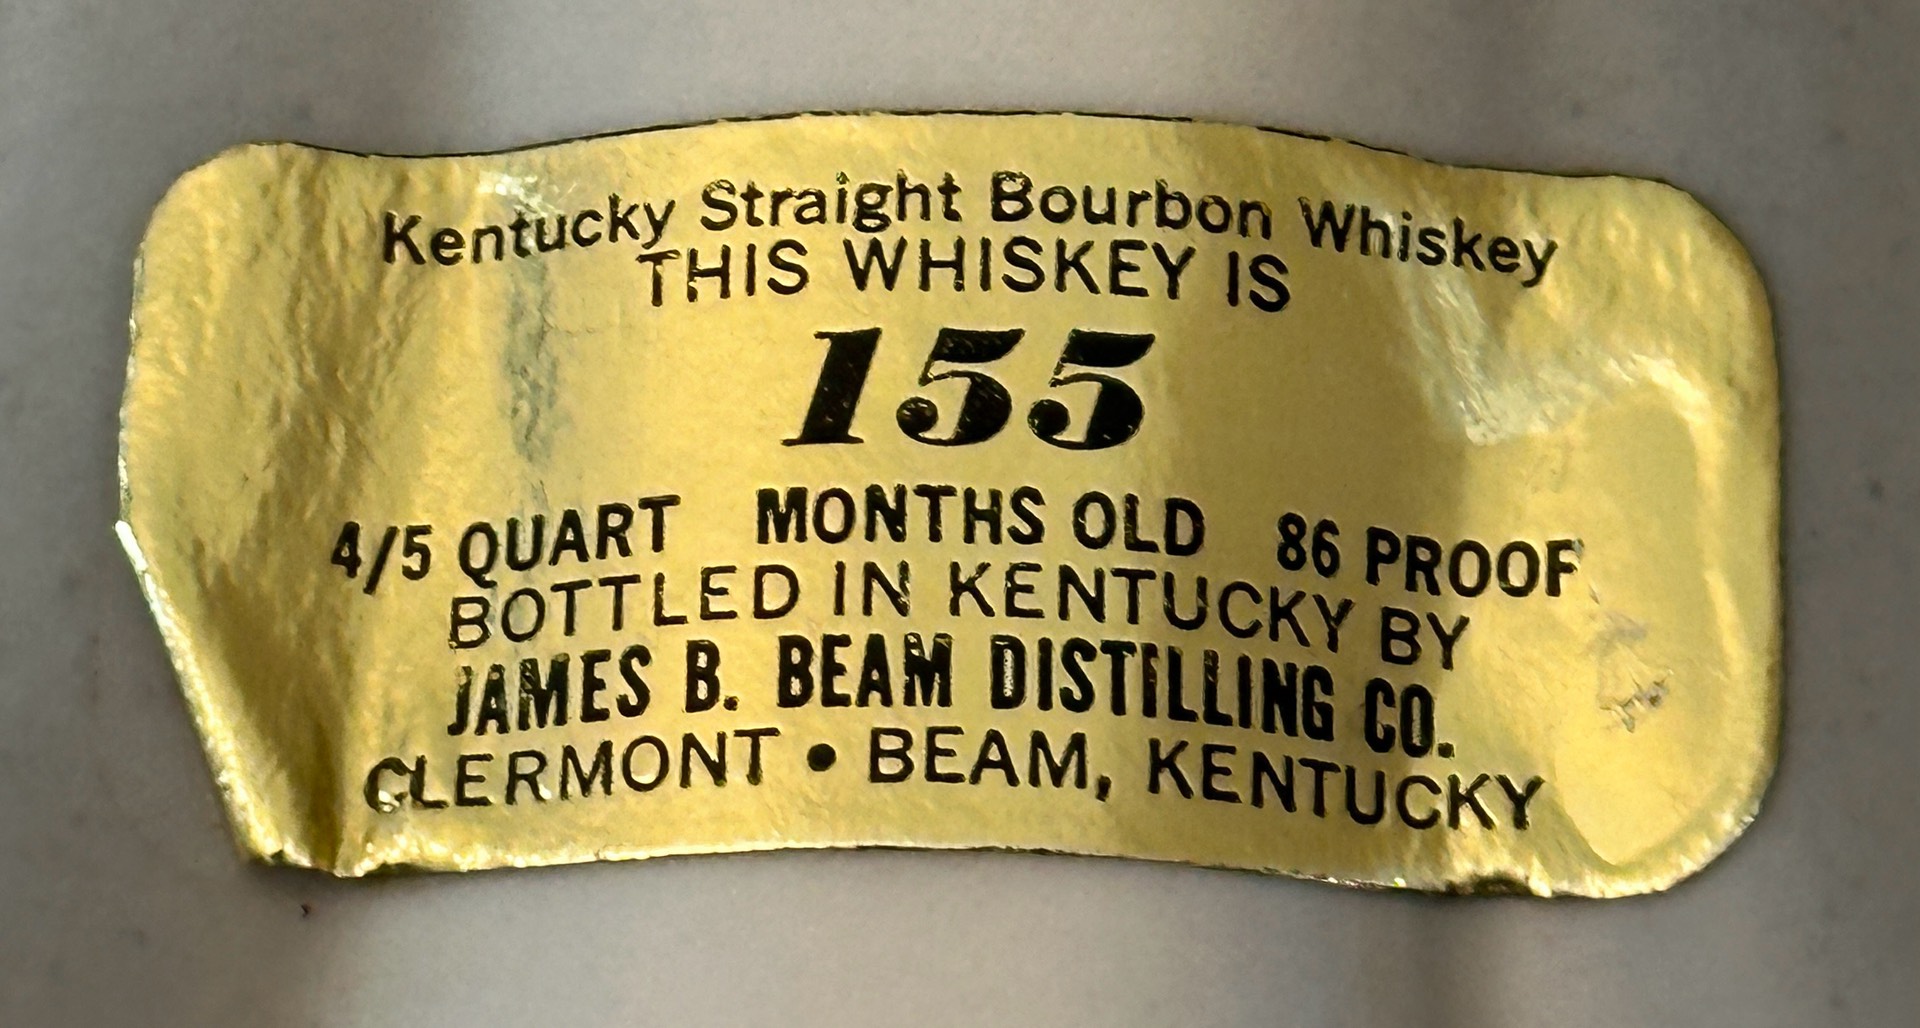 Kentucky Straight Bourbon Whiskey
THIS WHISKEY IS
155
4/5 QUART MONTHS OLD 86 PROOF
BOTTLED IN KENTUCKY BY
JAMES B. BEAM DISTILLING CO.
CLERMONT • BEAM, KENTUCKY